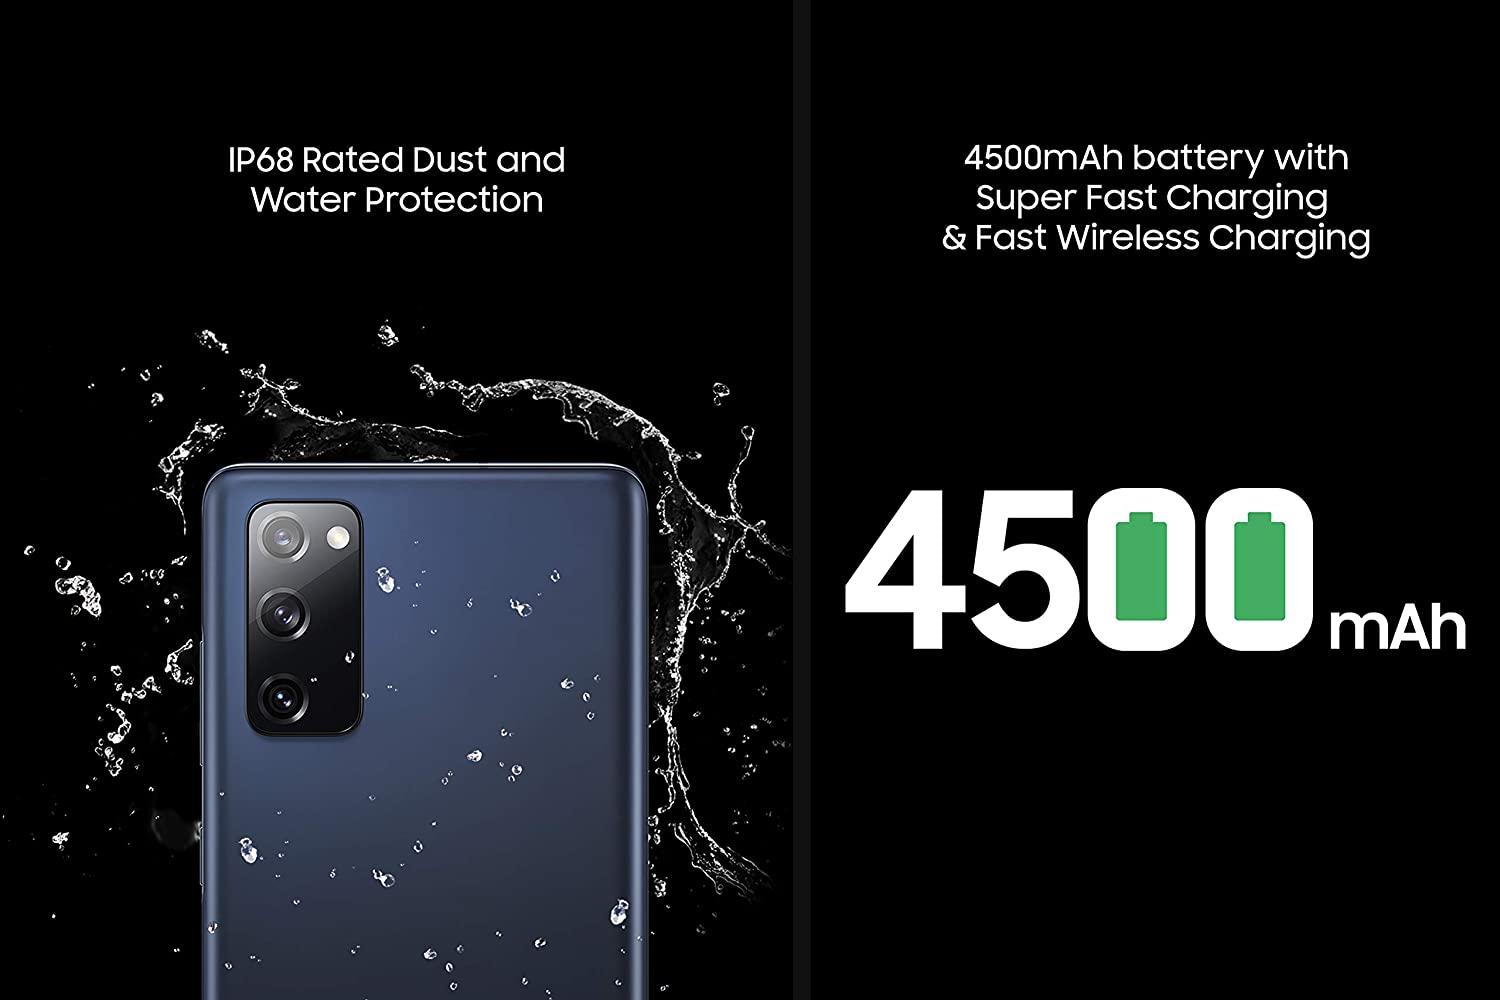 IP68 Rated Dust and
Water Protection
4500mAh battery with
Super Fast Charging
& Fast Wireless Charging
4500 mAh